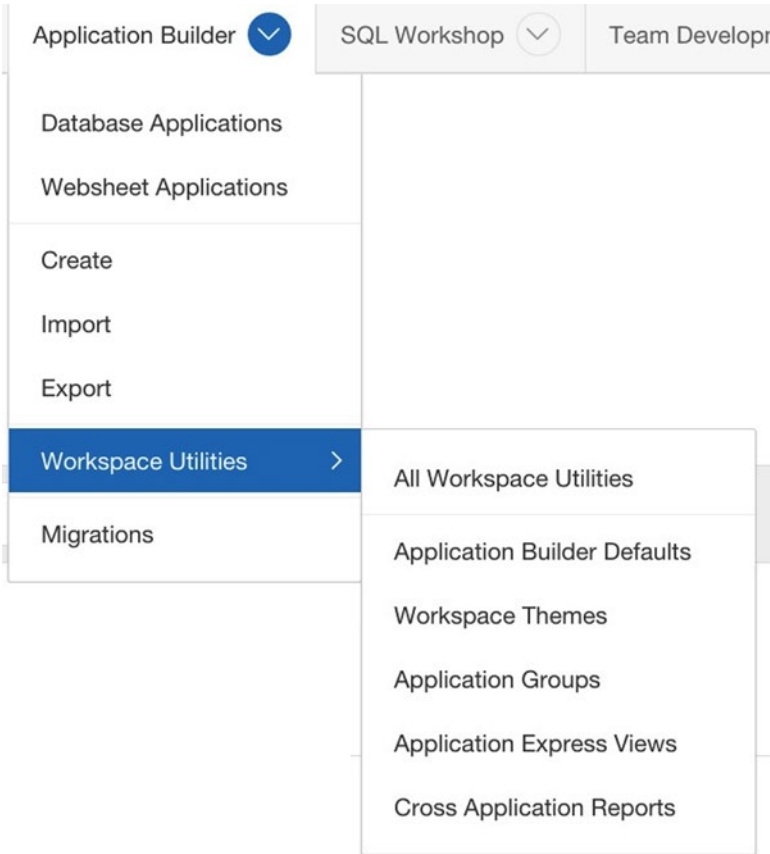 Application Builder
SQL Workshop
Team
Database Applications
Websheet Applications
Create
Import
Export
Workspace Utilities
All Workspace Utilities
Migrations
Application Builder Defaults
Workspace Themes
Application Groups
Application Express Views
Cross Application Reports